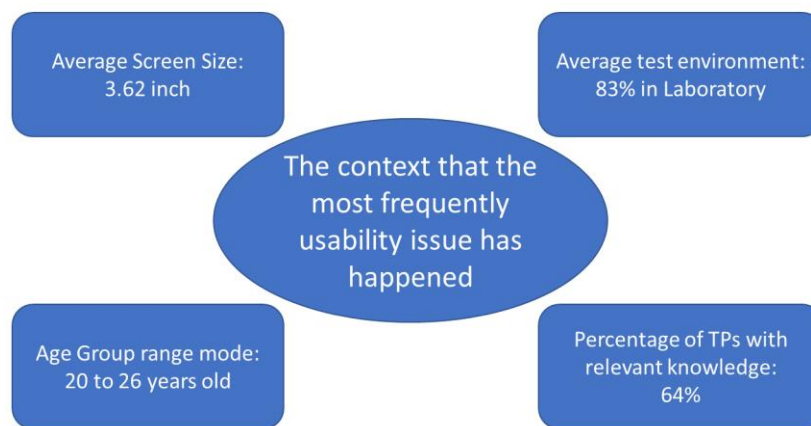 Average Screen Size:
3.62 inch
Average test environment:
83% in Laboratory
The context that the
most frequently
usability issue has
happened
Age Group range mode:
20 to 26 years old
Percentage of TPs with
relevant knowledge:
64%